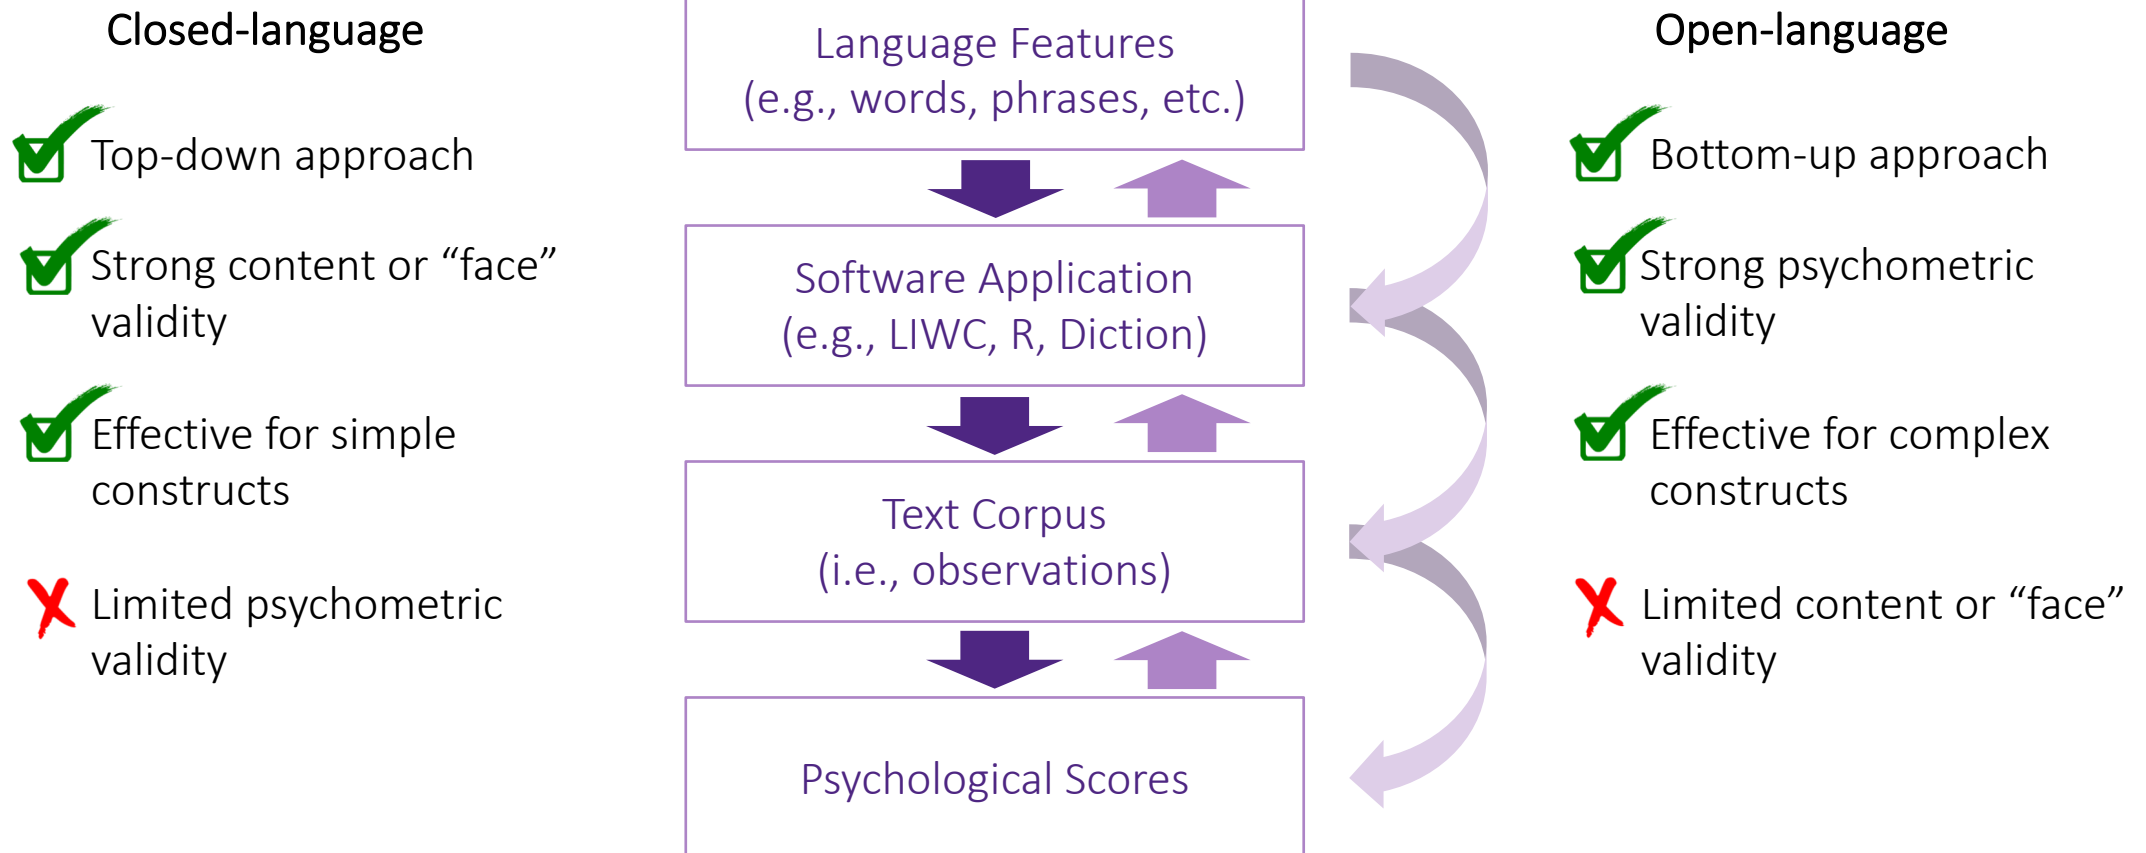 Closed-language
Top-down approach
Strong content or “face”
validity
Effective for simple
constructs
Limited psychometric
validity
Language Features
(e.g., words, phrases, etc.)
Software Application
(e.g., LIWC, R, Diction)
Text Corpus
(i.e., observations)
Psychological Scores
Open-language
Bottom-up approach
Strong psychometric
validity
Effective for complex
constructs
Limited content or “face”
validity